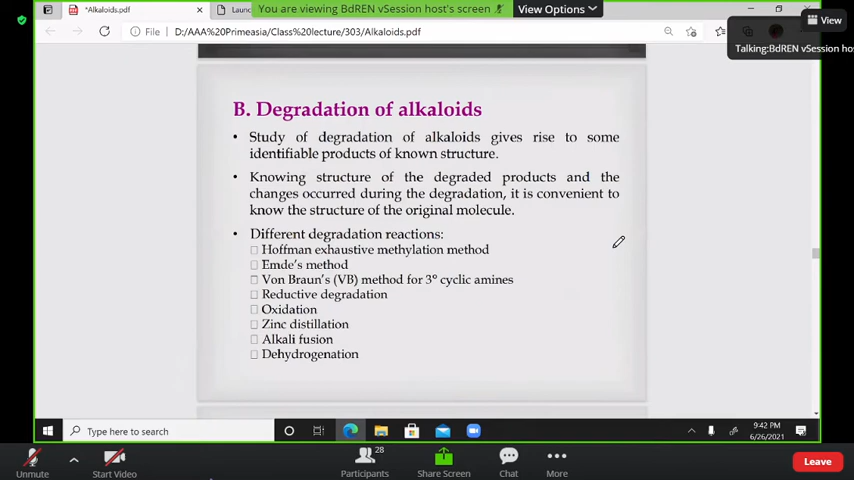 *Alkaloids.pdf
Launc
You are viewing BdREN vSession host's screen
View Options
View
File
D:/AAA%20Primeasia/Class%20lecture/303/Alkaloids.pdf
Talking:BdREN vSession hos
B. Degradation of alkaloids
• Study of degradation of alkaloids gives rise to some
identifiable products of known structure.
• Knowing structure of the degraded products and the
changes occurred during the degradation, it is convenient to
know the structure of the original molecule.
• Different degradation reactions:
□ Hoffman exhaustive methylation method
□ Emde's method
□ Von Braun's (VB) method for 3° cyclic amines
□ Reductive degradation
□ Oxidation
□ Zinc distillation
□ Alkali fusion
□ Dehydrogenation
Type here to search
9:42 PM
6/26/2021
28
Unmute
Start Video
Participants
Share Screen
Chat
More
Leave